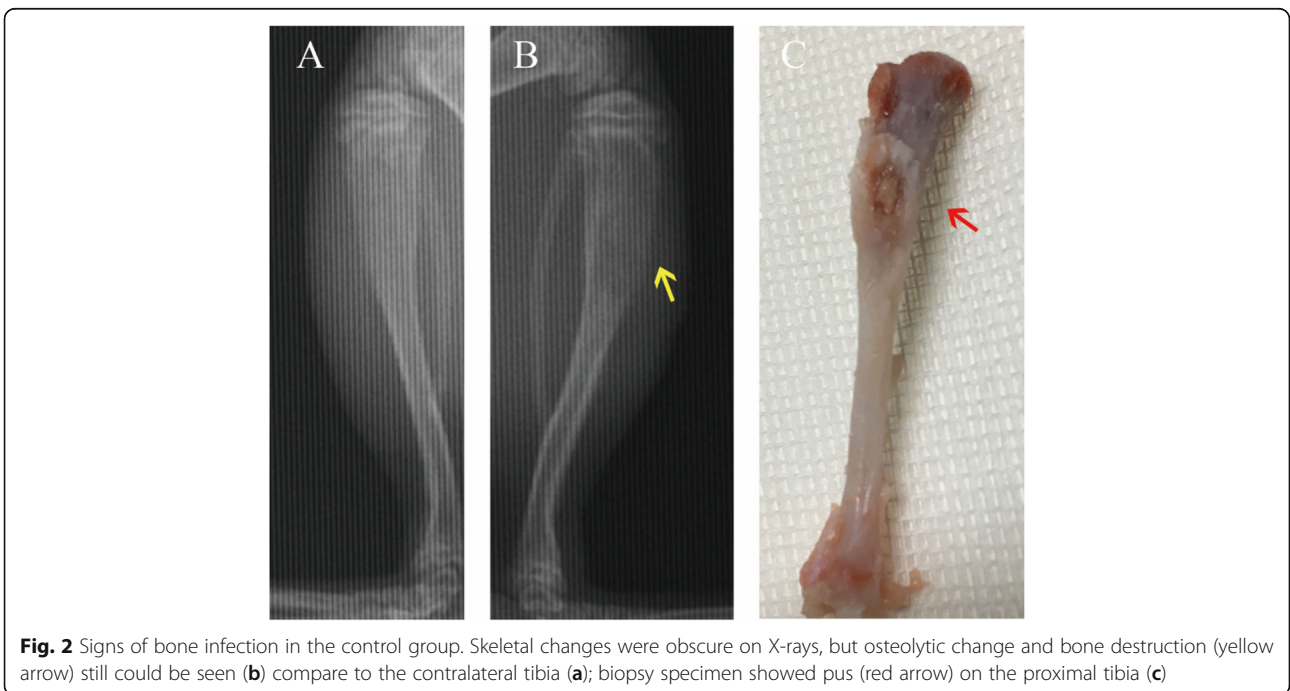 A
B
C
Fig. 2 Signs of bone infection in the control group. Skeletal changes were obscure on X-rays, but osteolytic change and bone destruction (yellow
arrow) still could be seen (b) compare to the contralateral tibia (a); biopsy specimen showed pus (red arrow) on the proximal tibia (c)